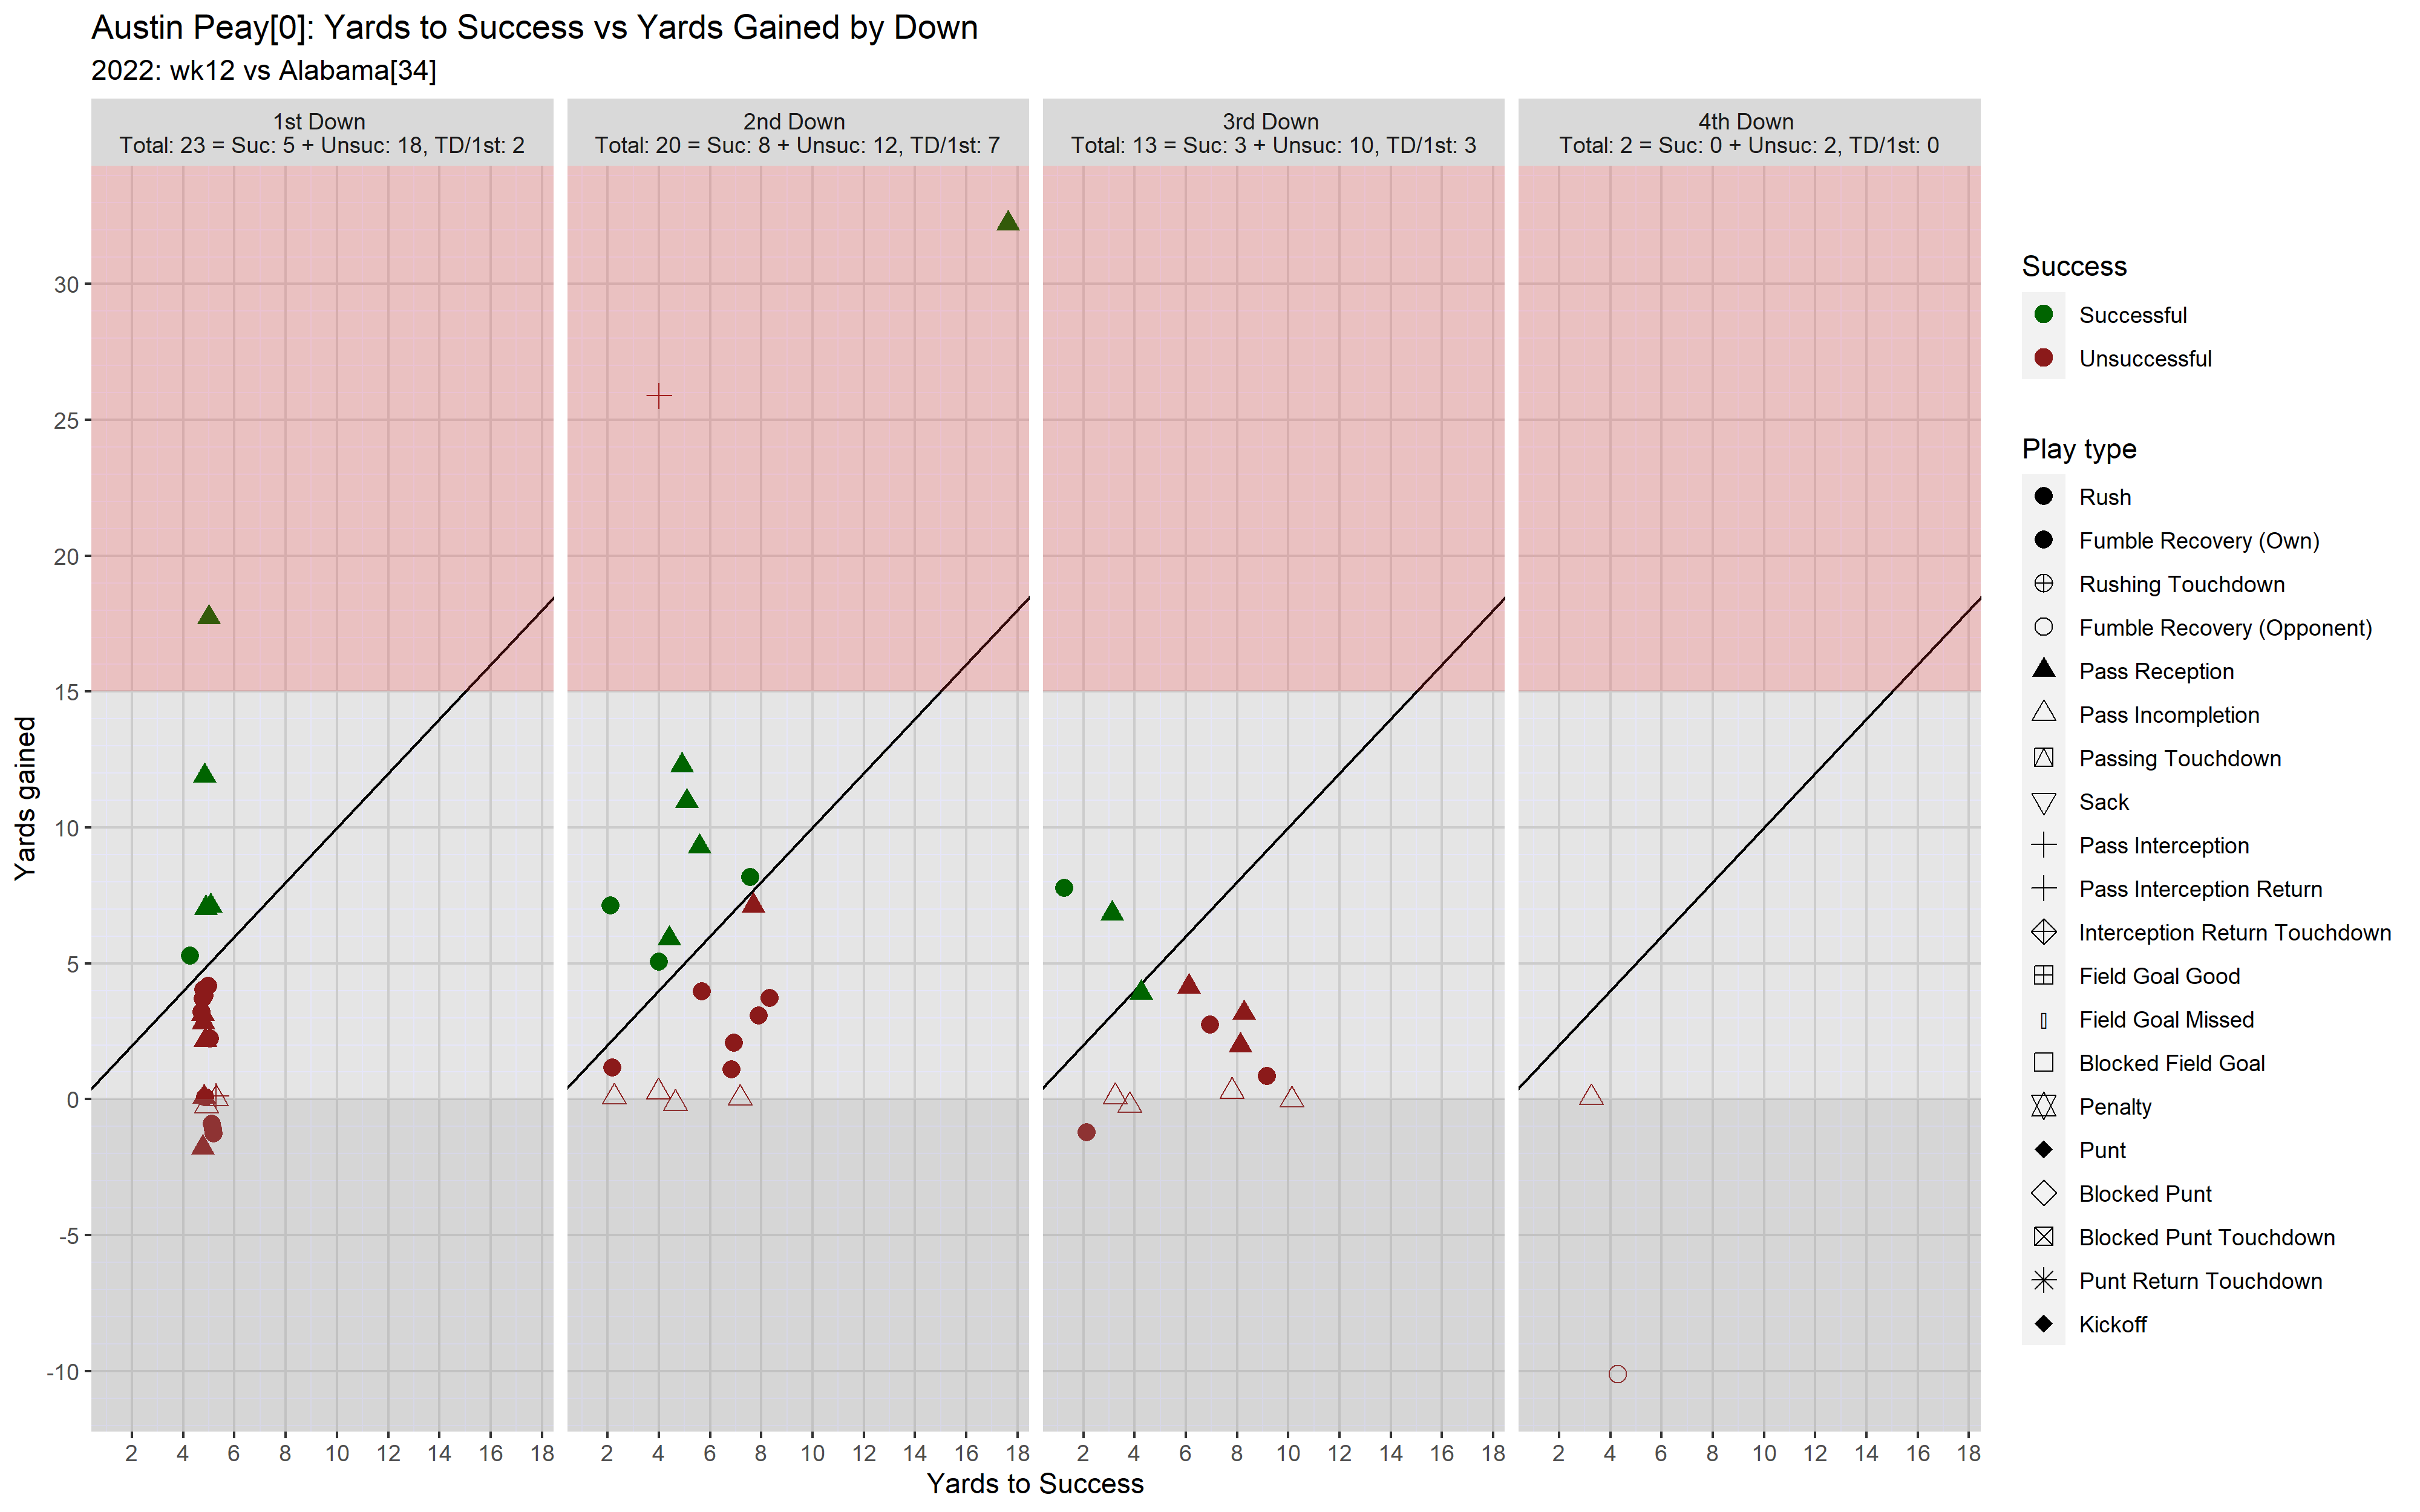 Austin Peay[0]: Yards to Success vs Yards Gained by Down
2022: wk12 vs Alabama[34]
1st Down
Total: 23 = Suc: 5 + Unsuc: 18, TD/1st: 2
2nd Down
Total: 20 = Suc: 8 + Unsuc: 12, TD/1st: 7
3rd Down
Total: 13 = Suc: 3 + Unsuc: 10, TD/1st: 3
4th Down
Total: 2 = Suc: 0 + Unsuc: 2, TD/1st: 0
Yards gained
30
25
20
15
10
5
0
-5
-10
2 4 6 8 10 12 14 16 18
2 4 6 8 10 12 14 16 18
2 4 6 8 10 12 14 16 18
2 4 6 8 10 12 14 16 18
Yards to Success
Success
Successful
Unsuccessful
Play type
Rush
Fumble Recovery (Own)
Rushing Touchdown
Fumble Recovery (Opponent)
Pass Reception
Pass Incompletion
Passing Touchdown
Sack
Pass Interception
Pass Interception Return
Interception Return Touchdown
Field Goal Good
Field Goal Missed
Blocked Field Goal
Penalty
Punt
Blocked Punt
Blocked Punt Touchdown
Punt Return Touchdown
Kickoff